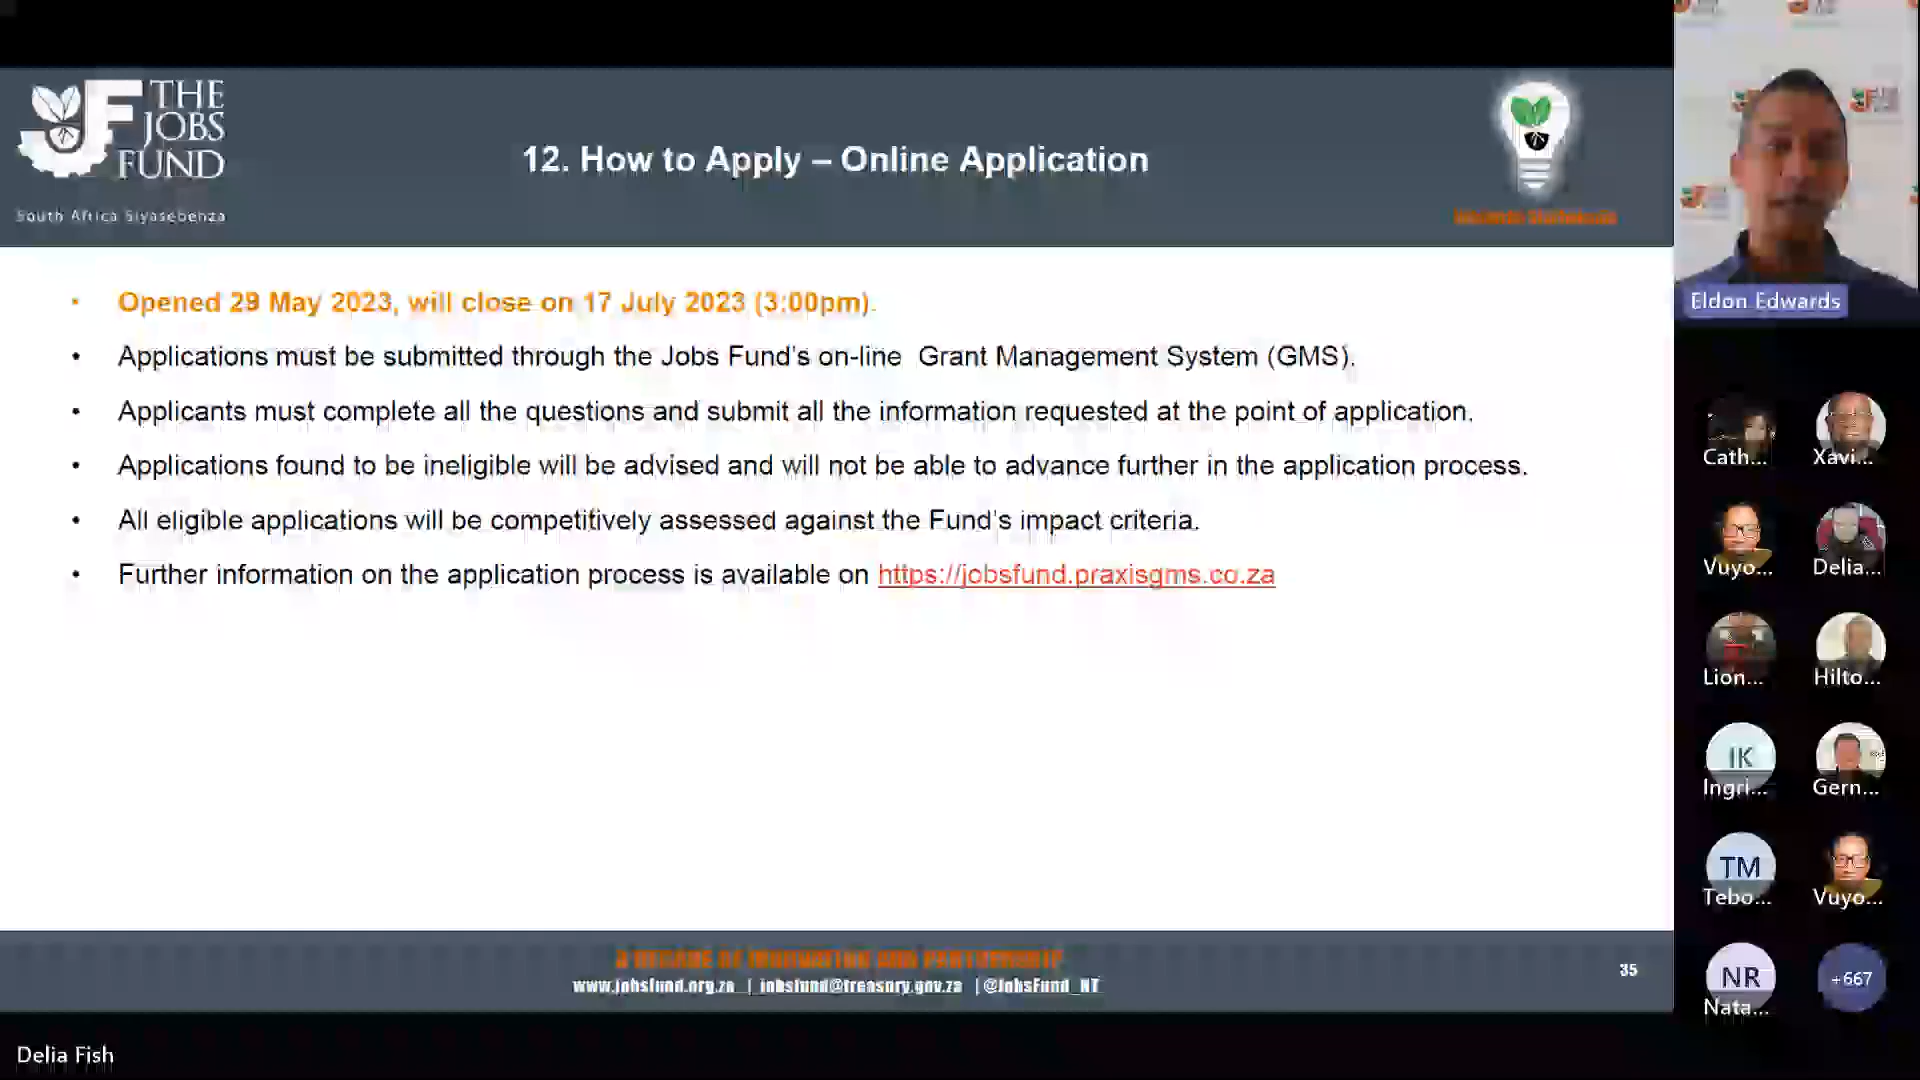 THE
JOBS
FUND
South Africa Siyasebenza
12. How to Apply – Online Application
• Opened 29 May 2023, will close on 17 July 2023 (3:00pm).
• Applications must be submitted through the Jobs Fund's on-line Grant Management System (GMS).
• Applicants must complete all the questions and submit all the information requested at the point of application.
• Applications found to be ineligible will be advised and will not be able to advance further in the application process.
• All eligible applications will be competitively assessed against the Fund's impact criteria.
• Further information on the application process is available on https://jobsfund.praxisgms.co.za
A DECADE OF INNOVATION AND PARTNERSHIP
www.jobsfund.org.za | jobsfund@treasury.gov.za | @JobsFund_NT
35
Delia Fish
Eldon Edwards
Cath... Xavi...
Vuyo... Delia...
Lion... Hilto...
IK
Ingri... Gern...
TM
Tebo... Vuyo...
NR +667
Nata...